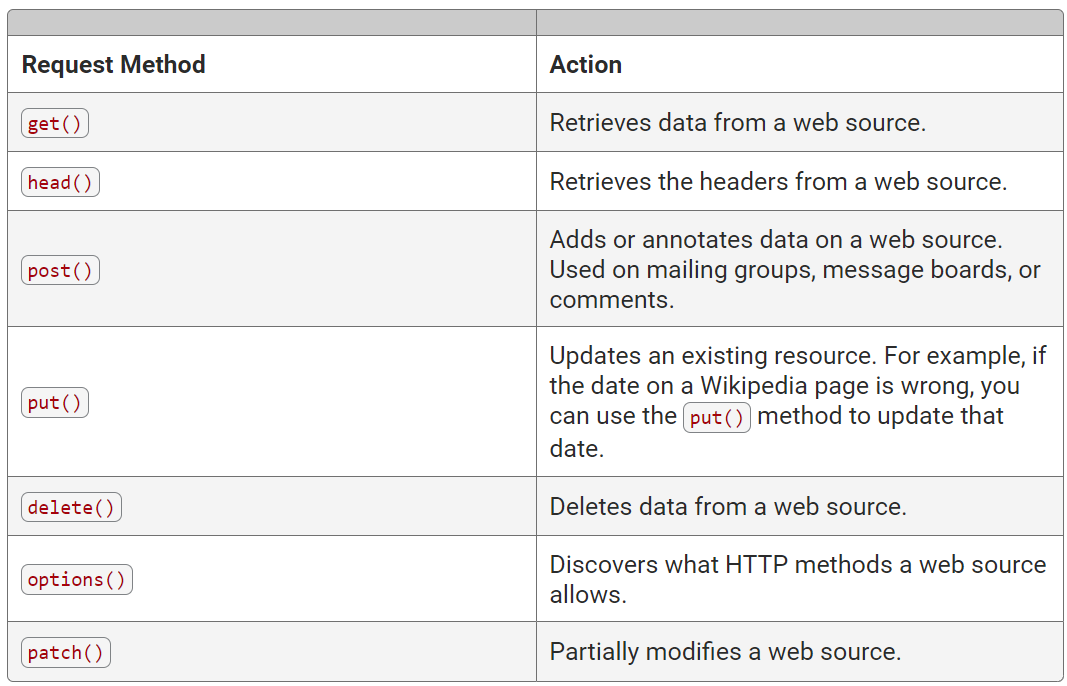 Request Method Action
get() Retrieves data from a web source.
head() Retrieves the headers from a web source.
post() Adds or annotates data on a web source.
Used on mailing groups, message boards, or
comments.
put() Updates an existing resource. For example, if
the date on a Wikipedia page is wrong, you
can use the put() method to update that
date.
delete() Deletes data from a web source.
options() Discovers what HTTP methods a web source
allows.
patch() Partially modifies a web source.